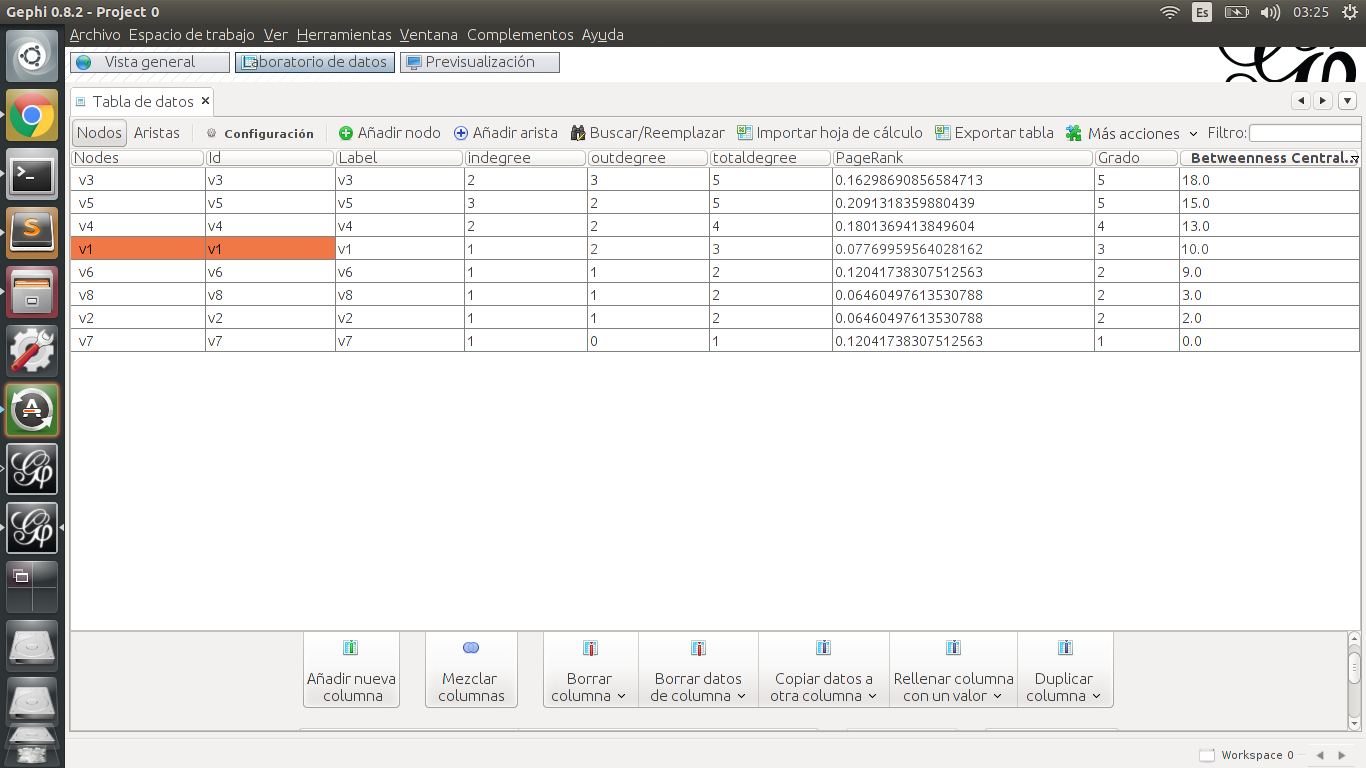 Gephi 0.8.2 - Project 0
Es
03:25
Archivo Espacio de trabajo Ver Herramientas Ventana Complementos Ayuda
Vista general
Laboratorio de datos
Previsualización
Tabla de datos ×
Nodos Aristas Configuración Añadir nodo Añadir arista Buscar/Reemplazar Importar hoja de cálculo Exportar tabla Más acciones Filtro:
Nodes Id Label indegree outdegree totaldegree PageRank Grado Betweenness Central...
v3 v3 v3 2 3 5 0.16298690856584713 5 18.0
v5 v5 v5 3 2 5 0.2091318359880439 5 15.0
v4 v4 v4 2 2 4 0.1801369413849604 4 13.0
v1 v1 v1 1 2 3 0.07769959564028162 3 10.0
v6 v6 v6 1 1 2 0.12041738307512563 2 9.0
v8 v8 v8 1 1 2 0.06460497613530788 2 3.0
v2 v2 v2 1 1 2 0.06460497613530788 2 2.0
v7 v7 v7 1 0 1 0.12041738307512563 1 0.0
Añadir nueva columna
Mezclar columnas
Borrar columna
Borrar datos de columna
Copiar datos a otra columna
Rellenar columna con un valor
Duplicar columna
Workspace 0